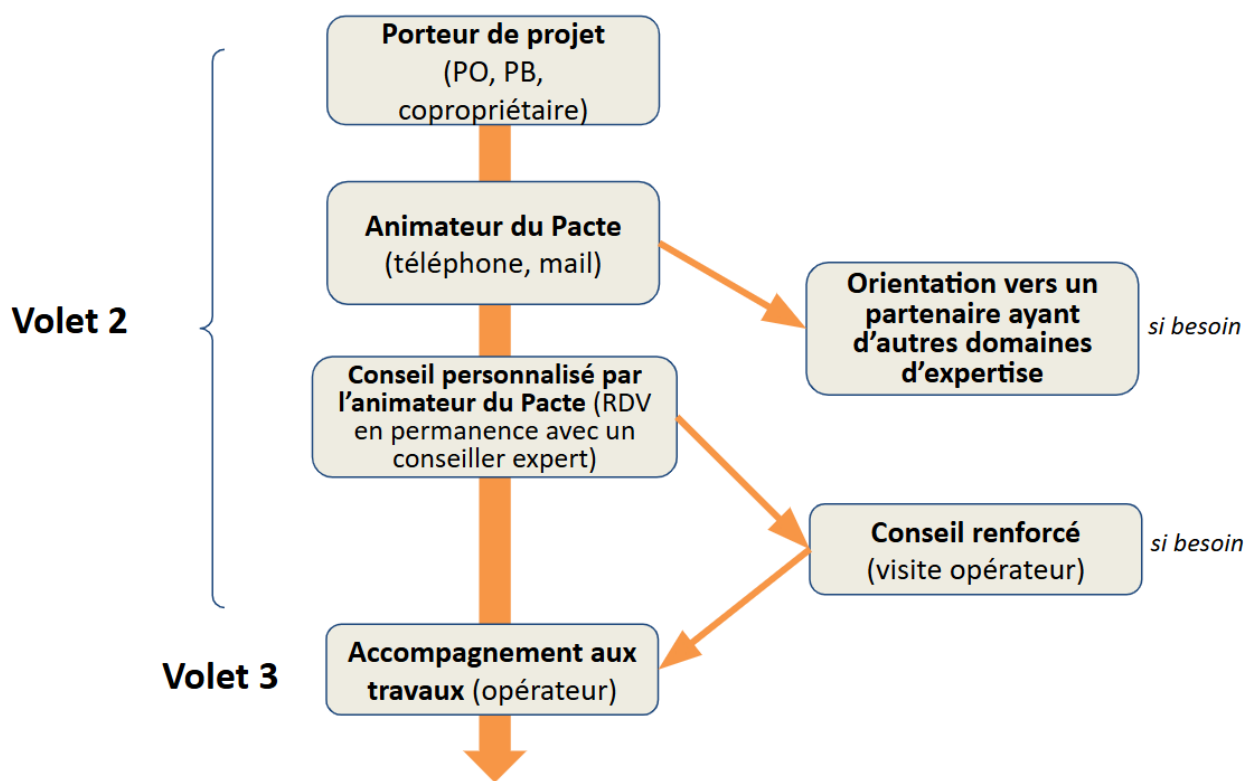 Porteur de projet
(PO, PB,
copropriétaire)
Animateur du Pacte
(téléphone, mail)
Orientation vers un
partenaire ayant
d’autres domaines
d’expertise
si besoin
Volet 2
Conseil personnalisé par
l’animateur du Pacte (RDV
en permanence avec un
conseiller expert)
Conseil renforcé
(visite opérateur)
si besoin
Volet 3
Accompagnement aux
travaux (opérateur)